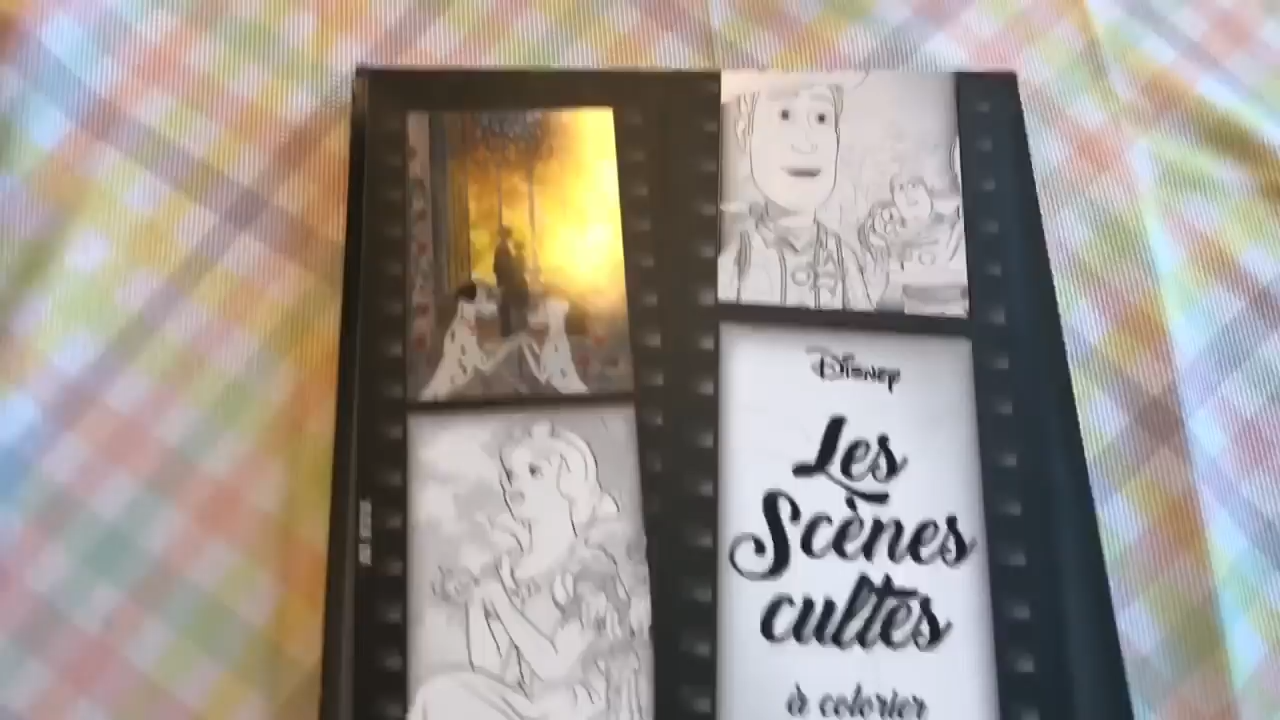 Disney
Les
Scènes
cultes
à colorier